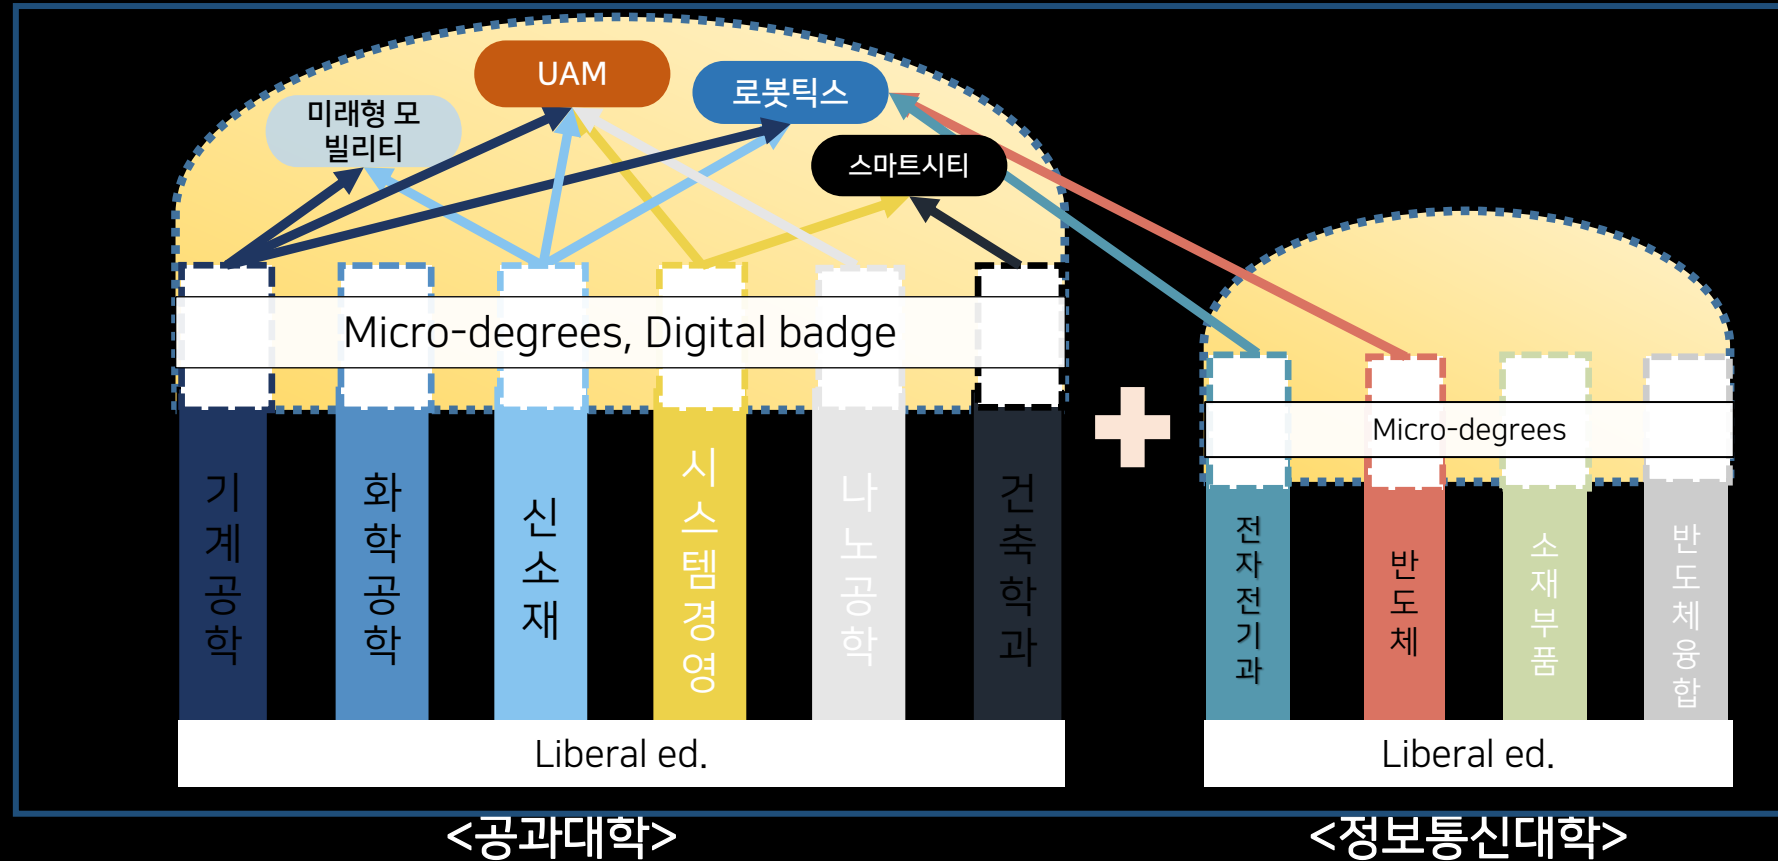 UAM
로봇틱스
미래형 모
빌리티
스마트시티
Micro-degrees, Digital badge
Micro-degrees
기계공학
화학공학
신소재
시스템경영
나노공학
건축학과
전자전기과
반도체
소재부품
반도체융합
Liberal ed.
Liberal ed.
<공과대학>
<정보통신대학>